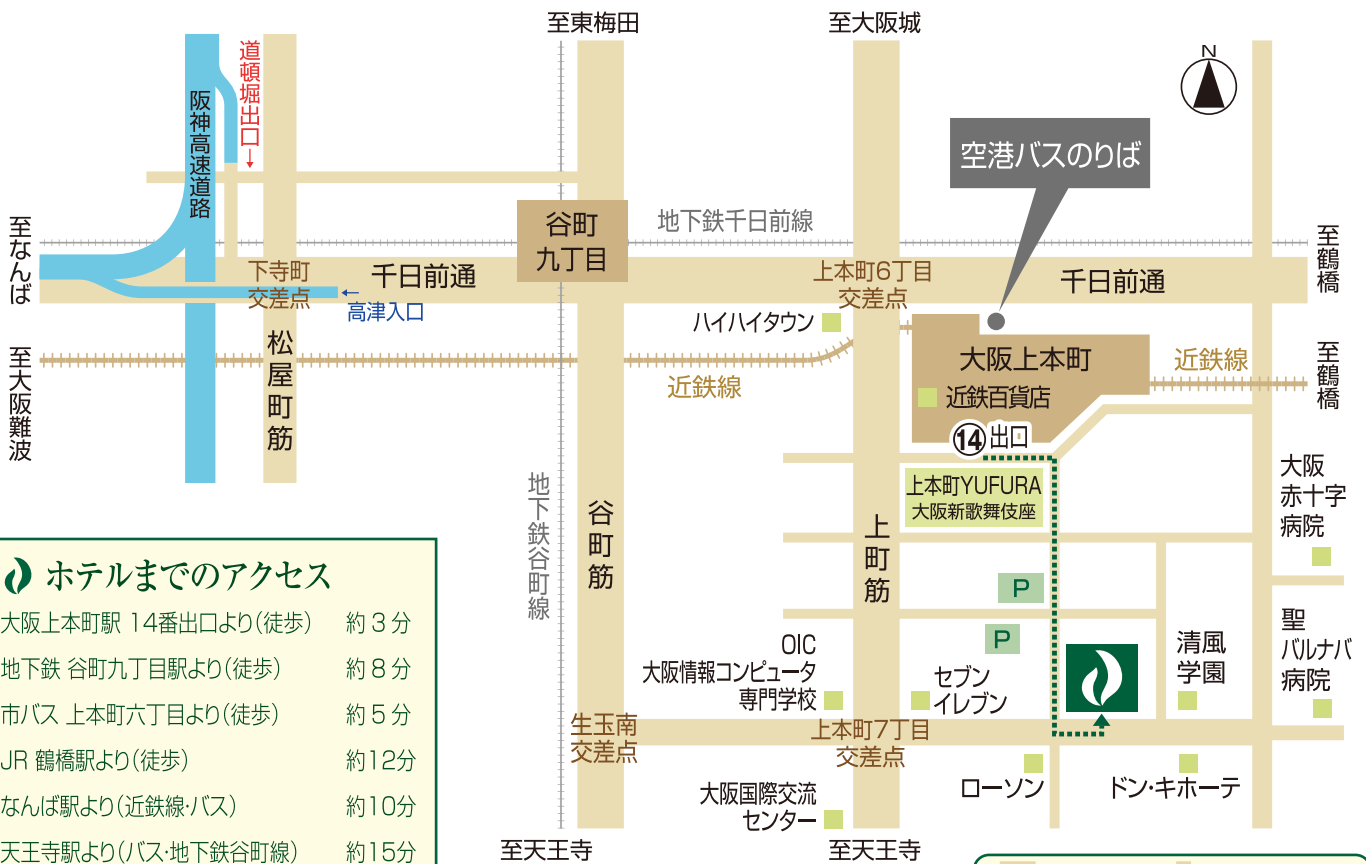 至東梅田
至大阪城
N
道頓堀出口
阪神高速道路
空港バスのりば
谷町
九丁目
地下鉄千日前線
至なんば
至鶴橋
下寺町
交差点
千日前通
上本町6丁目
交差点
千日前通
←高津入口
ハイハイタウン
松屋町筋
至大阪難波
近鉄線
大阪上本町
近鉄百貨店
近鉄線
至鶴橋
14 出口
上本町YUFURA
大阪新歌舞伎座
大阪
赤十字
病院
地下鉄谷町線
谷町筋
上町筋
P
P
OIC
大阪情報コンピュータ
専門学校
セブン
イレブン
清風
学園
聖
バルナバ
病院
生玉南
交差点
上本町7丁目
交差点
ローソン
ドン・キホーテ
大阪国際交流
センター
至天王寺
至天王寺
ホテルまでのアクセス
大阪上本町駅 14番出口より(徒歩) 約3分
地下鉄 谷町九丁目駅より(徒歩) 約8分
市バス 上本町六丁目より(徒歩) 約5分
JR 鶴橋駅より(徒歩) 約12分
なんば駅より(近鉄線・バス) 約10分
天王寺駅より(バス・地下鉄谷町線) 約15分